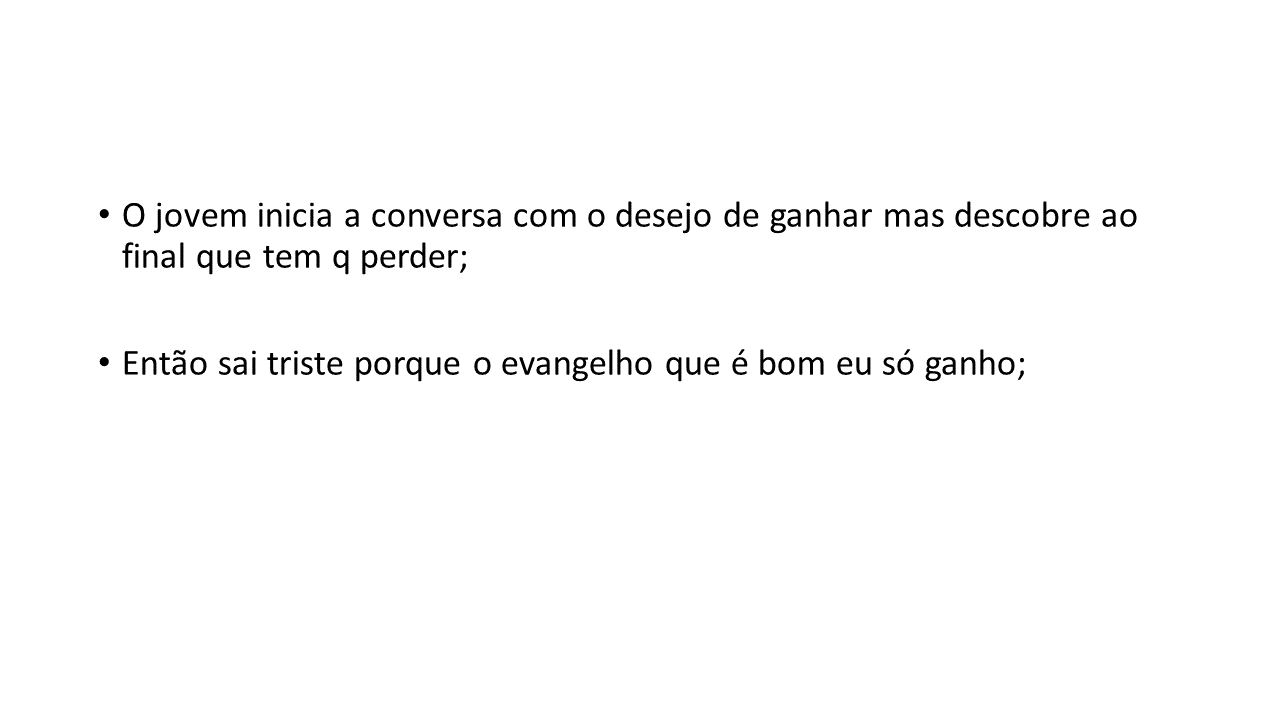 • O jovem inicia a conversa com o desejo de ganhar mas descobre ao
final que tem q perder;
• Então sai triste porque o evangelho que é bom eu só ganho;